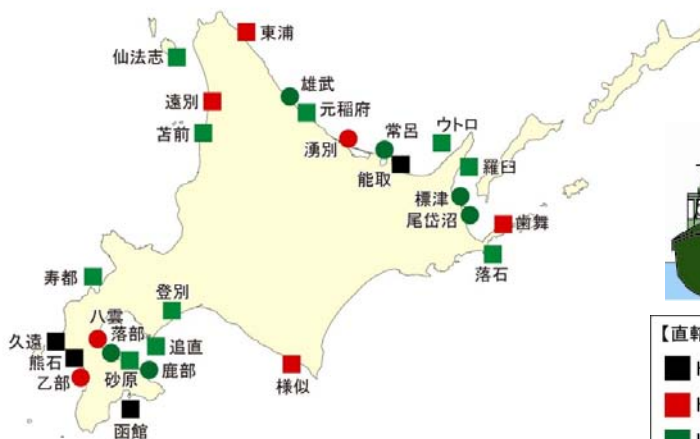 東浦
仙法志
雄武
遠別
元稲府
苫前
湧別
常呂
ウトロ
能取
羅臼
標津
尾岱沼
歯舞
落石
寿都
登別
八雲
久遠
落部
追直
熊石
乙部
砂原
鹿部
様似
函館
【直轄
H
H